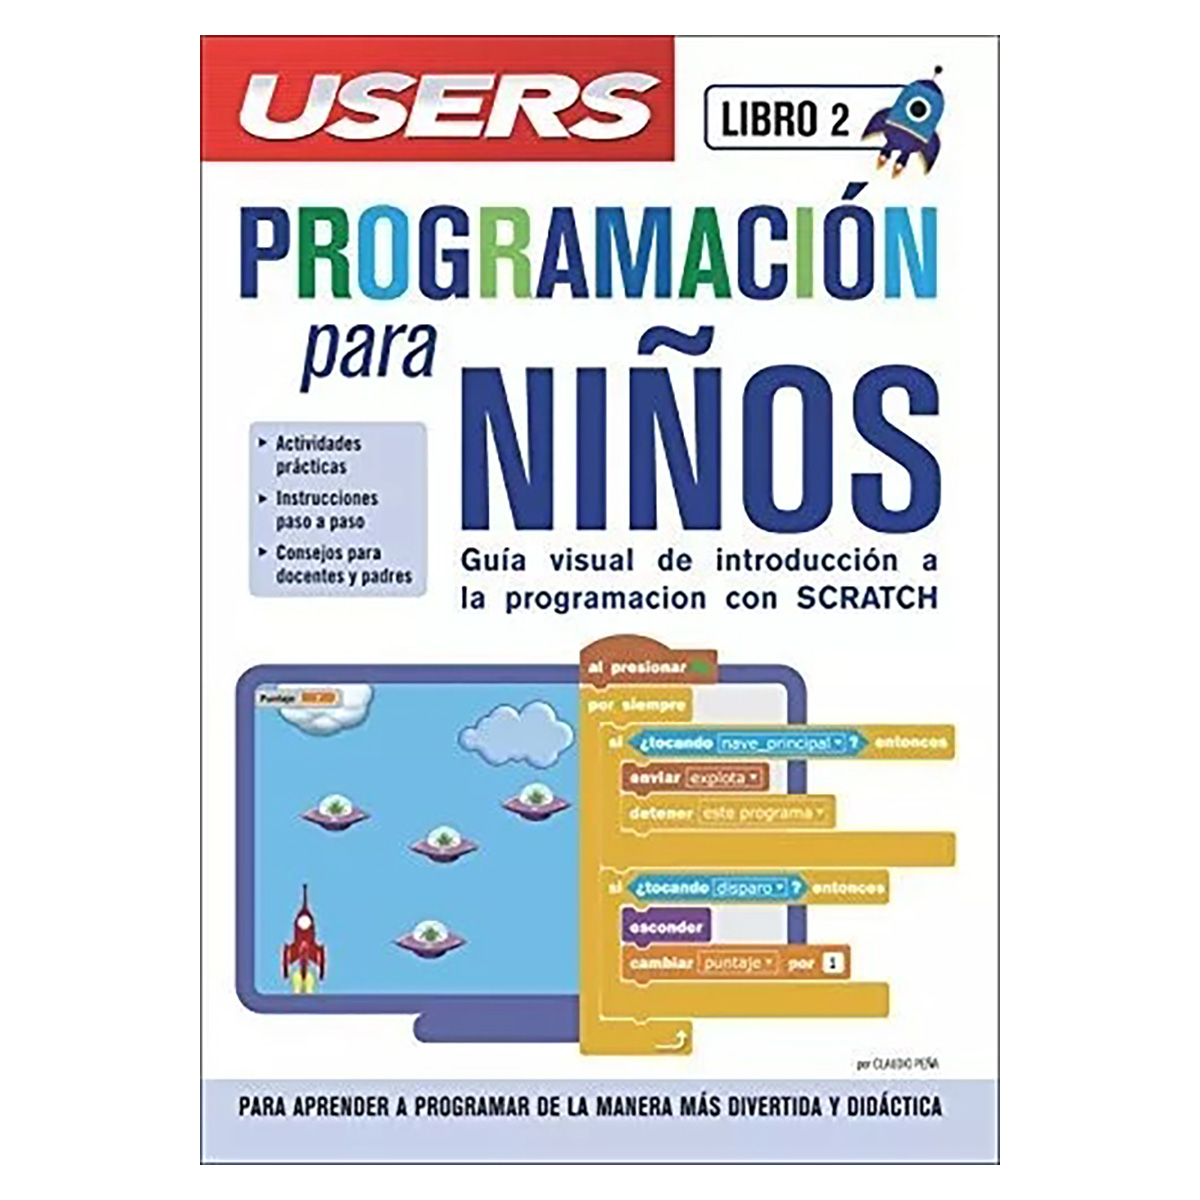 USERS
LIBRO 2
PROGRAMACIÓN
para
NIÑOS
▸ Actividades
prácticas
▸ Instrucciones
paso a paso
▸ Consejos para
docentes y padres
Guía visual de introducción a
la programacion con SCRATCH
Puntaje
al presionar
por siempre
si ¿tocando nave_principal ? entonces
enviar explota
detener este programa
si ¿tocando disparo ? entonces
esconder
cambiar puntaje por 1
por CLAUDIO PEÑA
PARA APRENDER A PROGRAMAR DE LA MANERA MÁS DIVERTIDA Y DIDÁCTICA